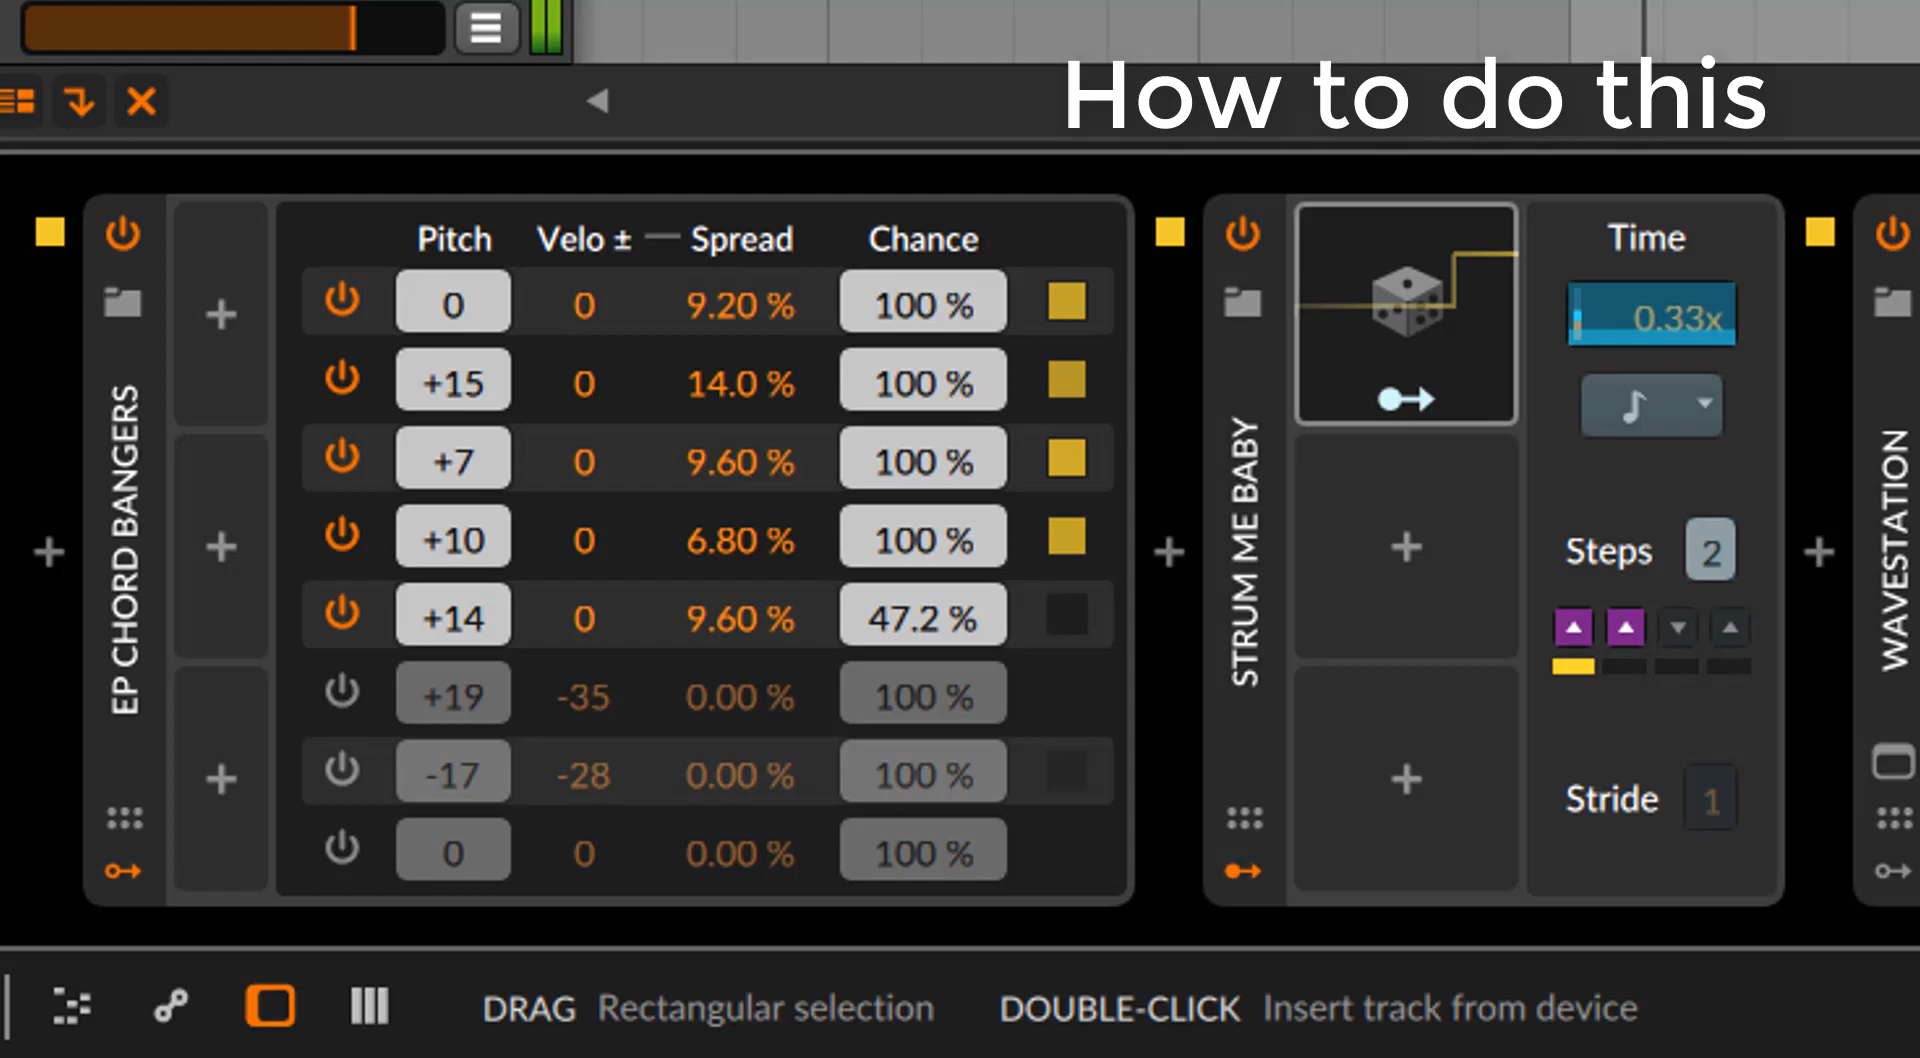 How to do this
Pitch Velo ± — Spread Chance
0 0 9.20 % 100 %
+15 0 14.0 % 100 %
+7 0 9.60 % 100 %
+10 0 6.80 % 100 %
+14 0 9.60 % 47.2 %
+19 -35 0.00 % 100 %
-17 -28 0.00 % 100 %
0 0 0.00 % 100 %
EP CHORD BANGERS
STRUM ME BABY
Time
0.33x
Steps 2
Stride 1
WAVESTATION
DRAG Rectangular selection DOUBLE-CLICK Insert track from device